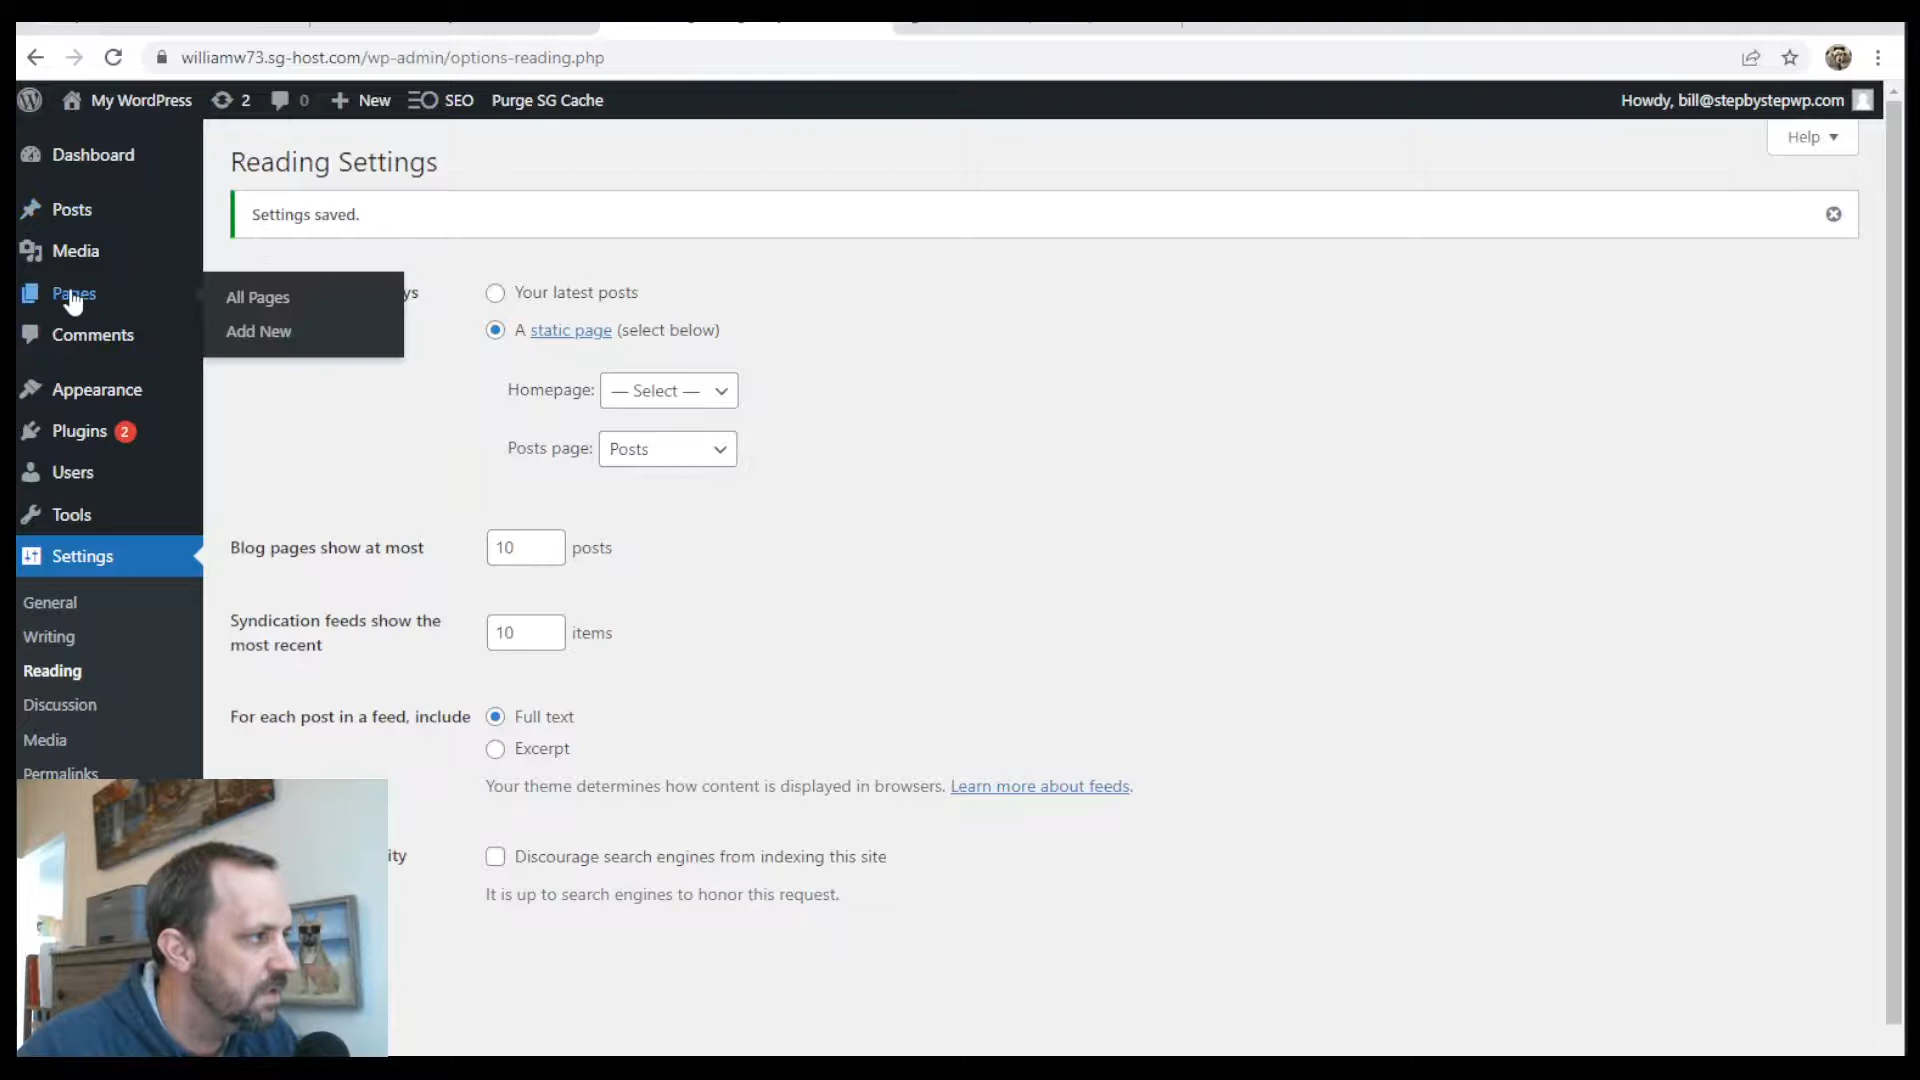 williamw73.sg-host.com/wp-admin/options-reading.php
My WordPress 2 0 New SEO Purge SG Cache Howdy, bill@stepbystepwp.com
Help
Dashboard
Posts
Media
Pages
Comments
Appearance
Plugins 2
Users
Tools
Settings
General
Writing
Reading
Discussion
Media
Permalinks
All Pages
Add New
Reading Settings
Settings saved.
ys
Your latest posts
A static page (select below)
Homepage: — Select —
Posts page: Posts
Blog pages show at most 10 posts
Syndication feeds show the
most recent
10 items
For each post in a feed, include
Full text
Excerpt
Your theme determines how content is displayed in browsers. Learn more about feeds.
ity
Discourage search engines from indexing this site
It is up to search engines to honor this request.